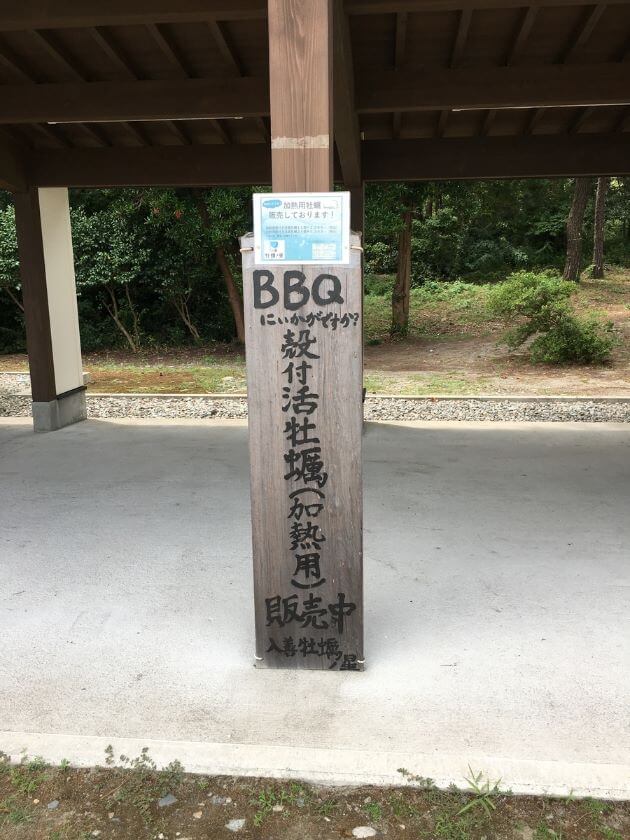 加熱用牡蠣
販売しております！
BBQ
にいかがですか？
殻付活牡蠣(加熱用)
販売中
入善牡蠣ノ星